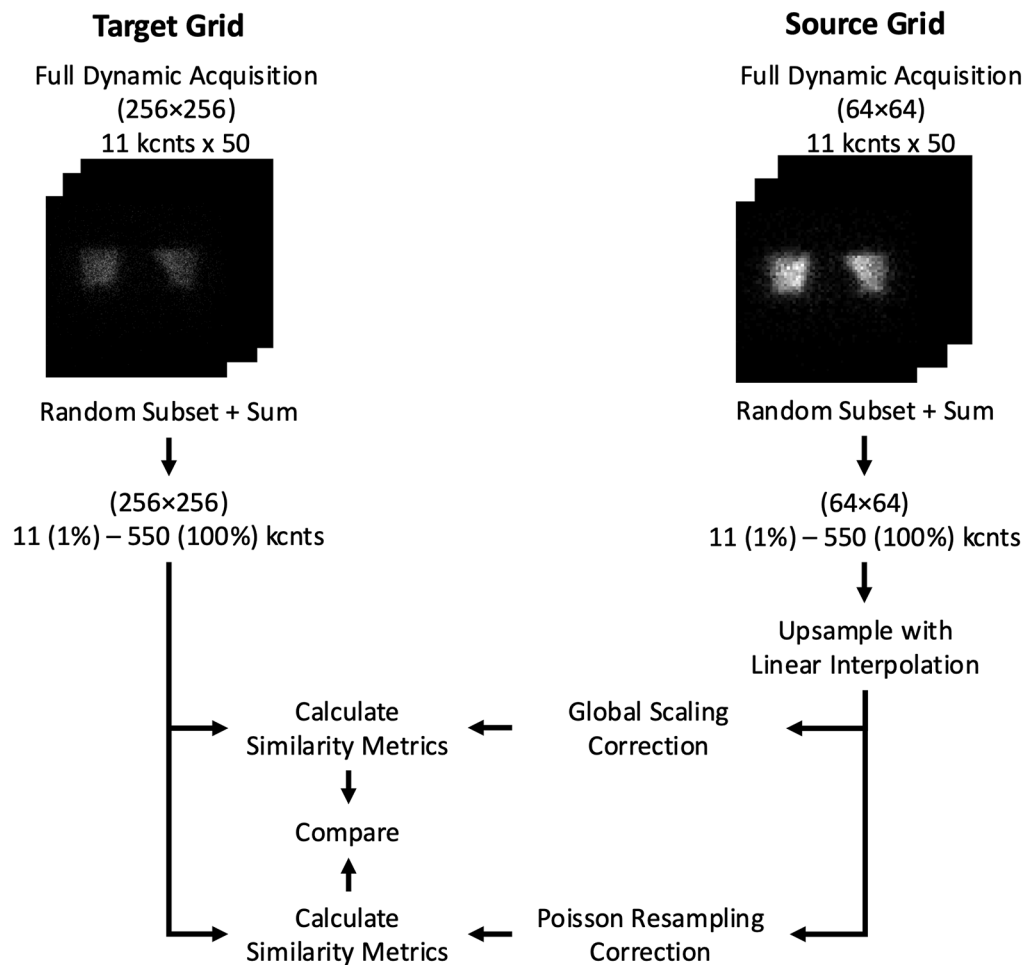 Target Grid
Full Dynamic Acquisition
(256×256)
11 kcnts x 50
Random Subset + Sum
(256×256)
11 (1%) – 550 (100%) kcnts
Source Grid
Full Dynamic Acquisition
(64×64)
11 kcnts x 50
Random Subset + Sum
(64×64)
11 (1%) – 550 (100%) kcnts
Upsample with
Linear Interpolation
Global Scaling
Correction
Calculate
Similarity Metrics
Compare
Poisson Resampling
Correction
Calculate
Similarity Metrics